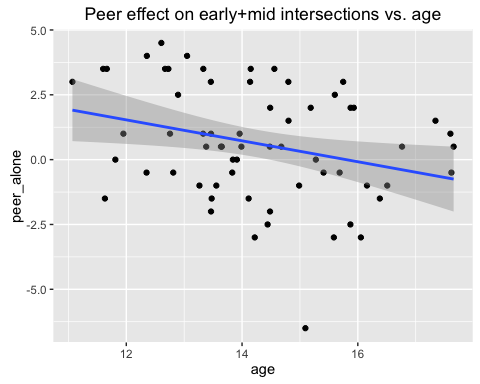 Peer effect on early+mid intersections vs. age
5.0
2.5
0.0
-2.5
-5.0
peer_alone
12
14
16
age